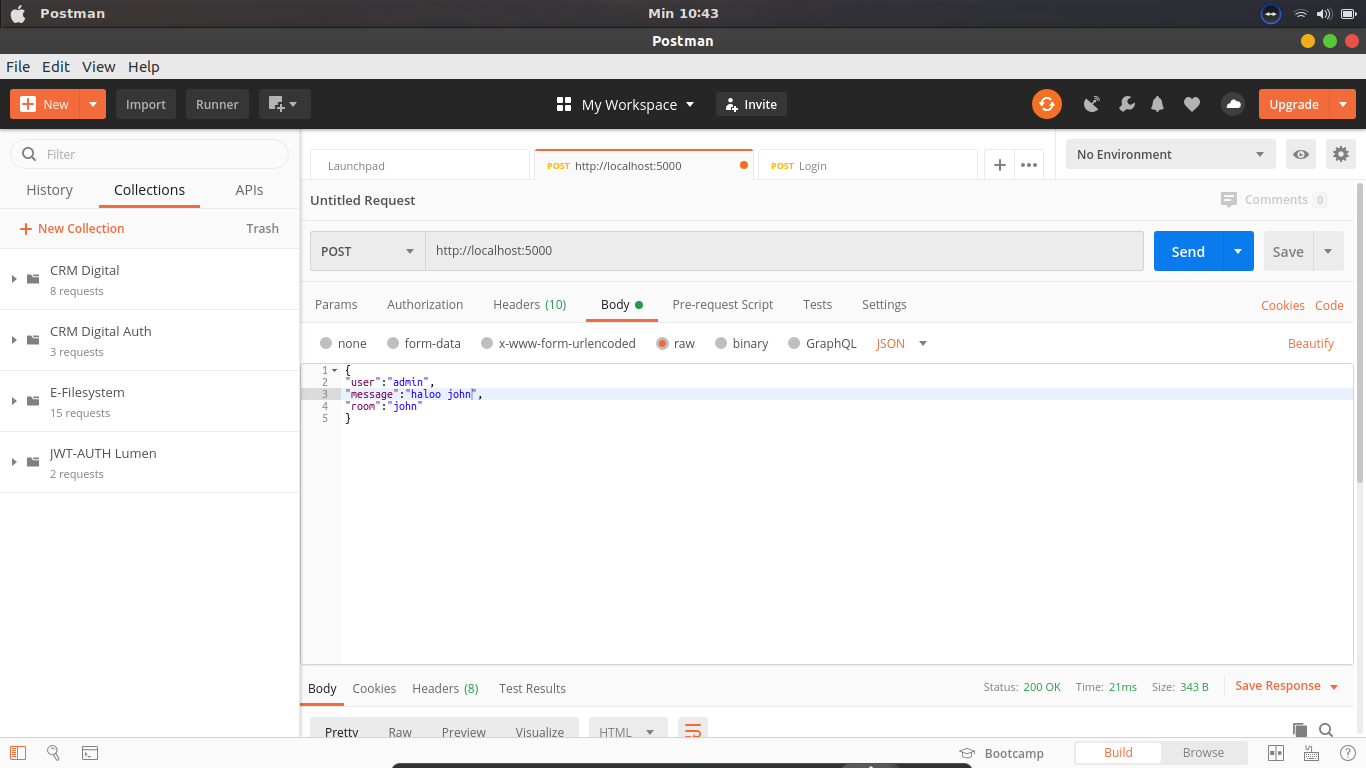 Postman
Min 10:43
Postman
File Edit View Help
New
Import
Runner
My Workspace
Invite
Upgrade
Filter
History Collections APIs
New Collection
Trash
CRM Digital
8 requests
CRM Digital Auth
3 requests
E-Filesystem
15 requests
JWT-AUTH Lumen
2 requests
Launchpad
POST http://localhost:5000
POST Login
No Environment
Untitled Request
Comments 0
POST
http://localhost:5000
Send
Save
Params Authorization Headers (10) Body Pre-request Script Tests Settings
Cookies Code
none form-data x-www-form-urlencoded raw binary GraphQL JSON
Beautify
1 {
2 "user":"admin",
3 "message":"haloo john",
4 "room":"john"
5 }
Body Cookies Headers (8) Test Results
Status: 200 OK Time: 21ms Size: 343 B
Save Response
Pretty Raw Preview Visualize HTML
Bootcamp
Build Browse